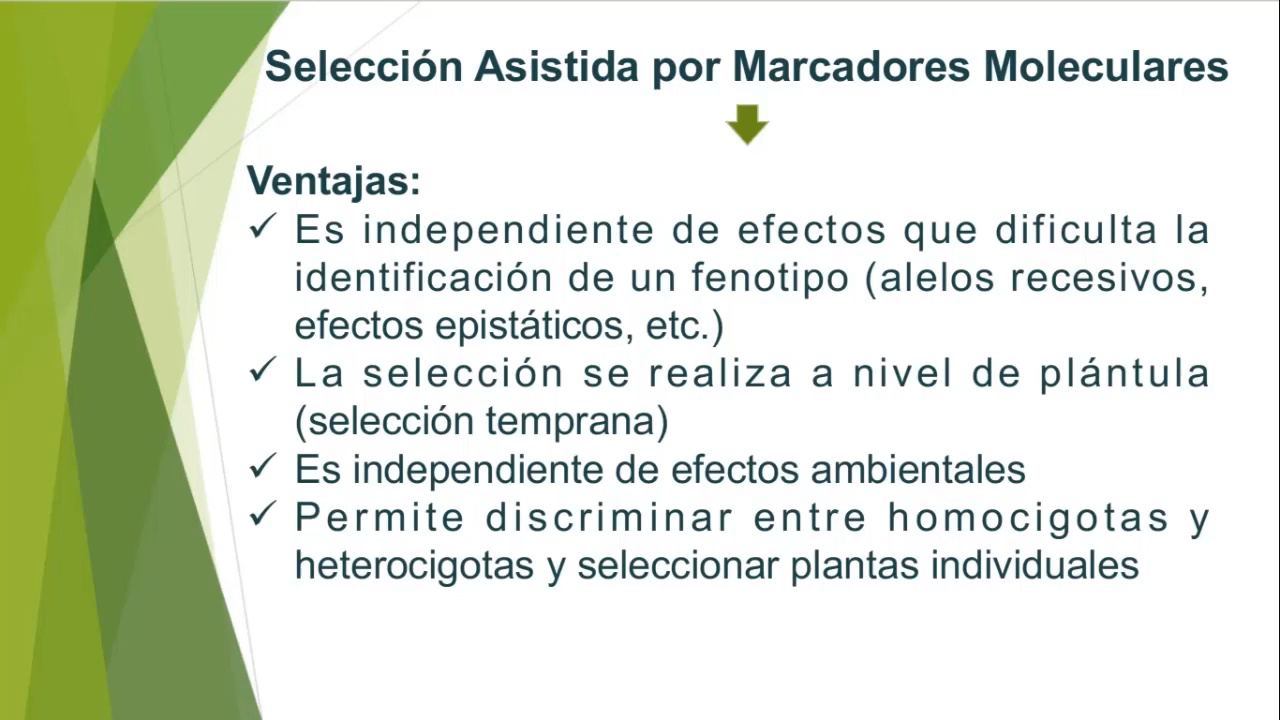 Selección Asistida por Marcadores Moleculares
Ventajas:
✓ Es independiente de efectos que dificulta la
identificación de un fenotipo (alelos recesivos,
efectos epistáticos, etc.)
✓ La selección se realiza a nivel de plántula
(selección temprana)
✓ Es independiente de efectos ambientales
✓ Permite discriminar entre homocigotas y
heterocigotas y seleccionar plantas individuales